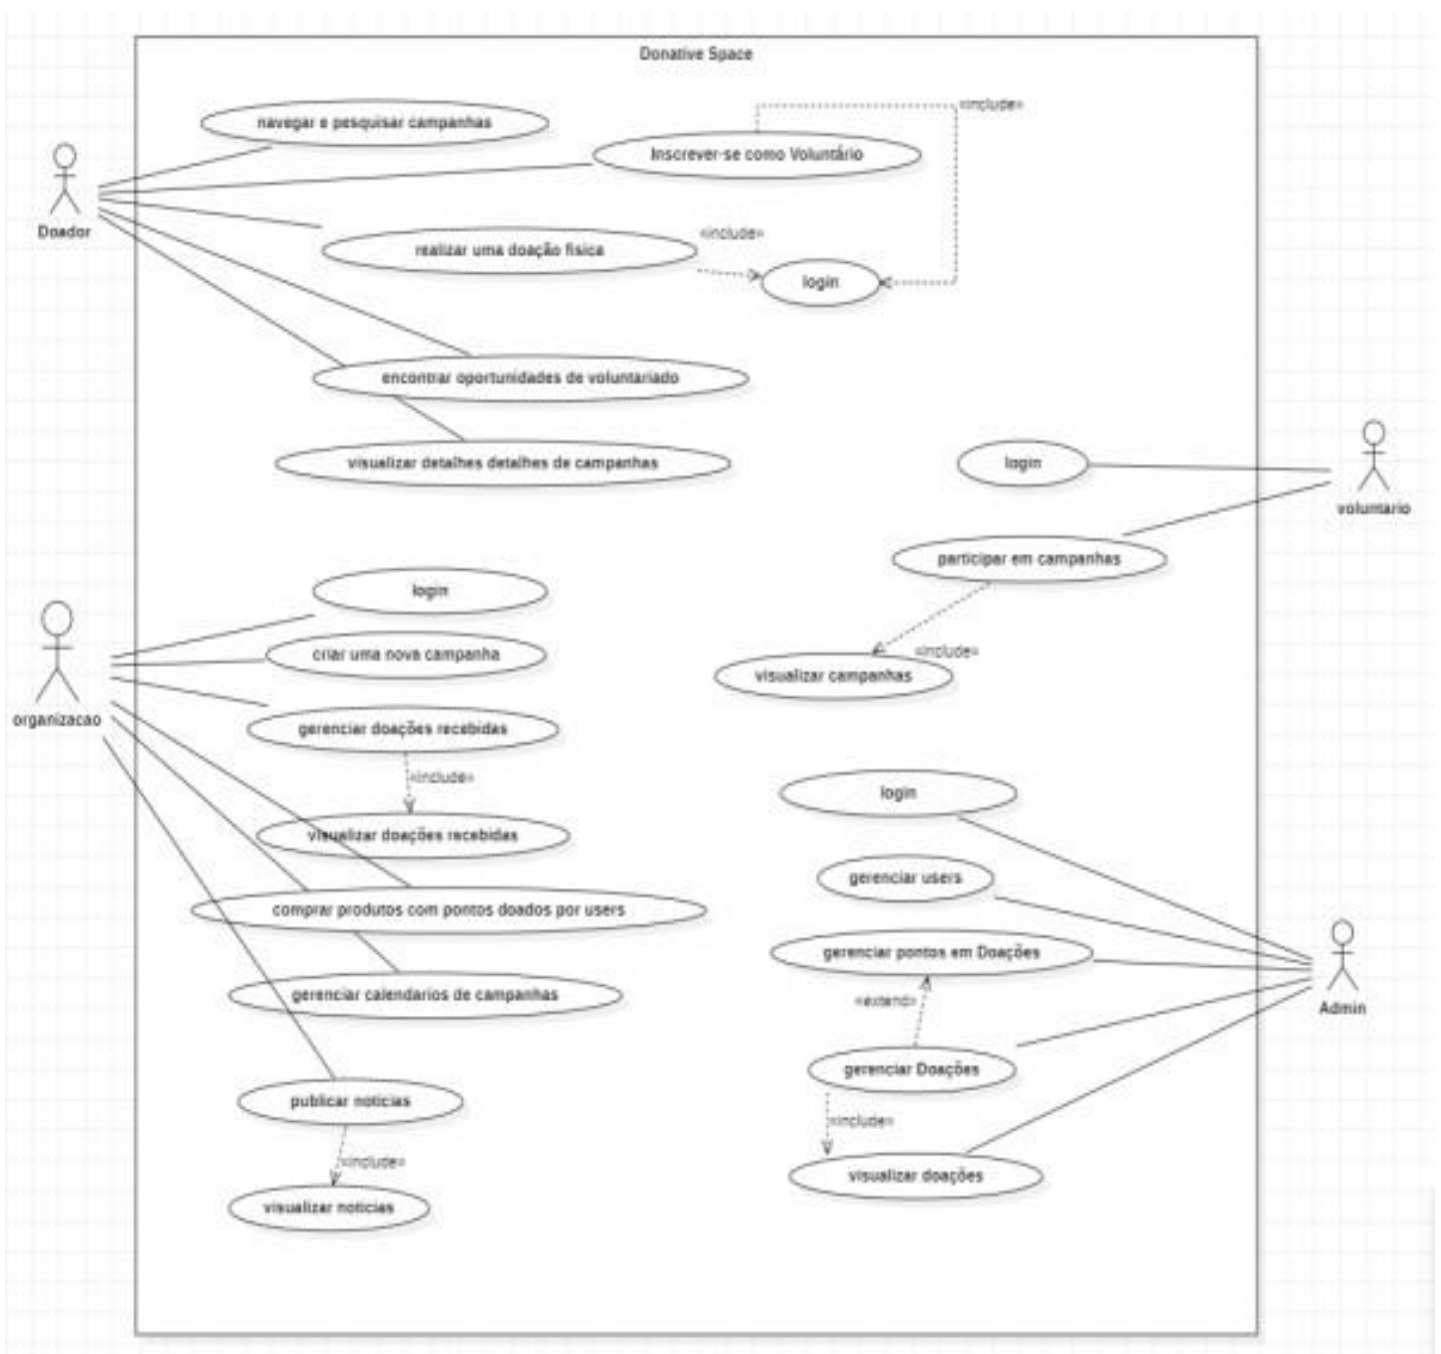 Donative Space
navegar e pesquisar campanhas
«include»
Inscrever-se como Voluntário
Doador
realizar uma doação fisica
«include»
login
encontrar oportunidades de voluntariado
visualizar detalhes detalhes de campanhas
login
voluntario
participar em campanhas
login
criar uma nova campanha
«include»
visualizar campanhas
organizacao
gerenciar doações recebidas
«include»
login
visualizar doações recebidas
gerenciar users
comprar produtos com pontos doados por users
gerenciar pontos em Doações
gerenciar calendarios de campanhas
«extend»
Admin
gerenciar Doações
publicar noticias
«include»
«include»
visualizar doações
visualizar noticias